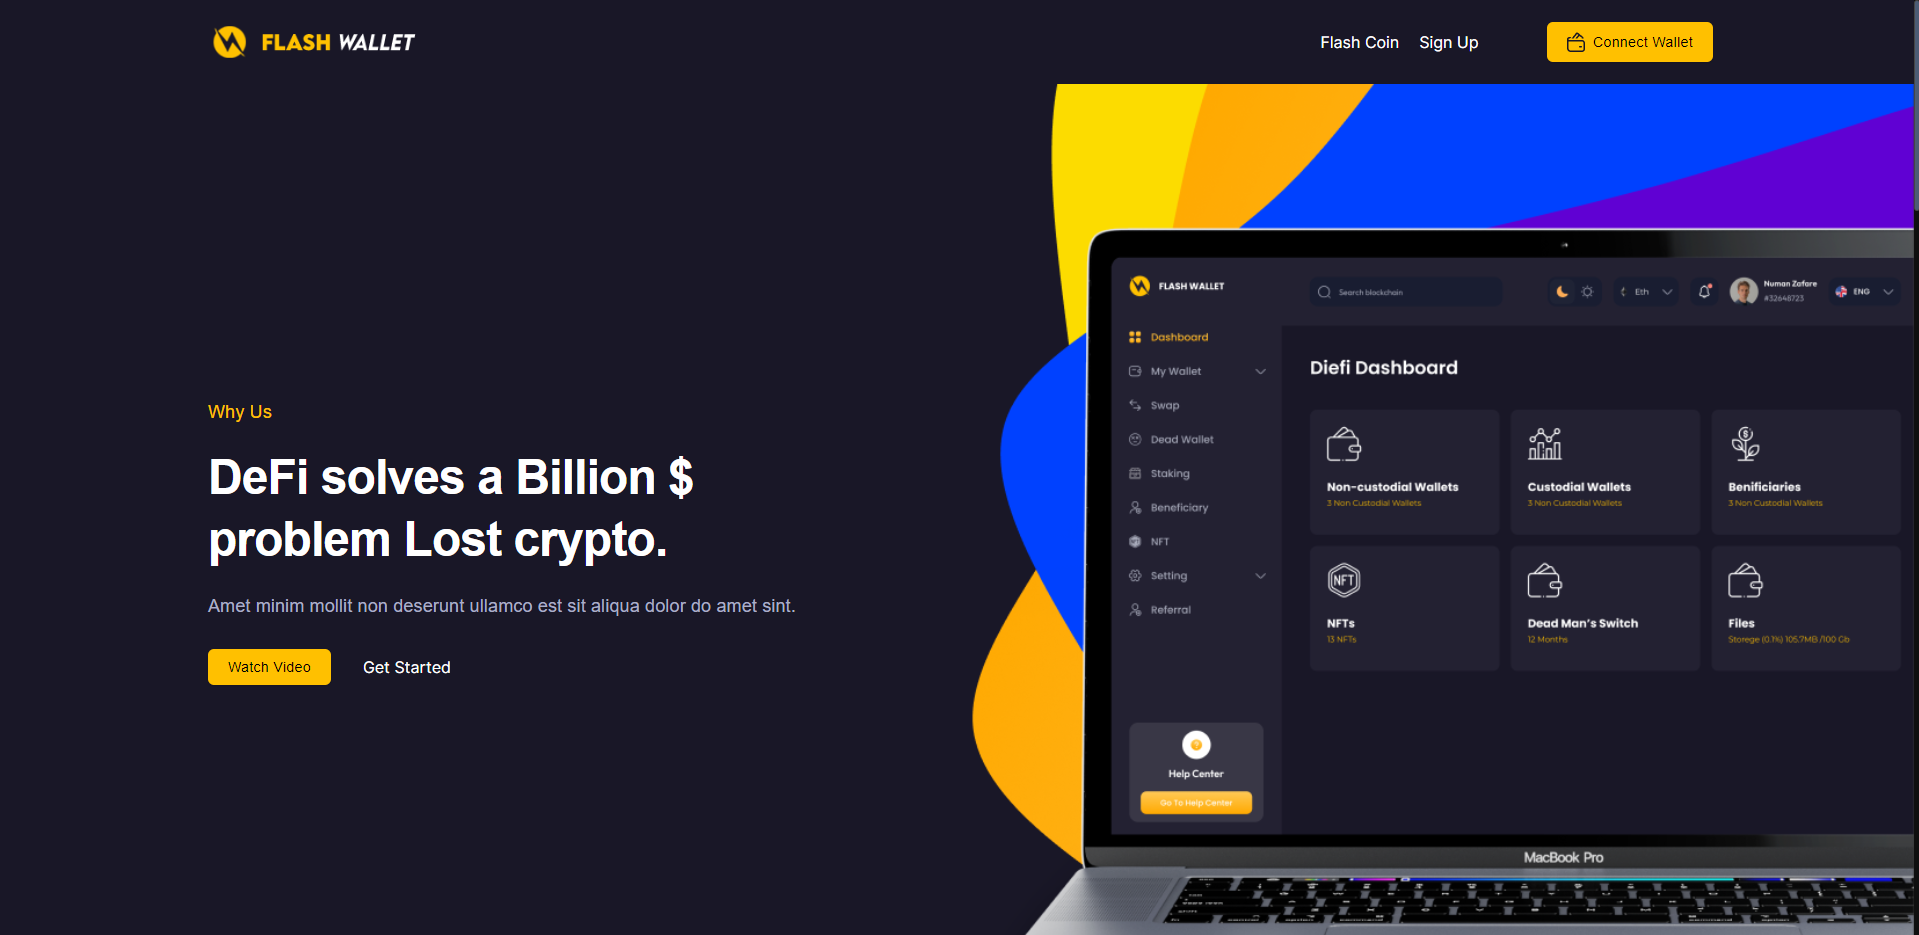 FLASH WALLET
Flash Coin
Sign Up
Connect Wallet
Why Us
DeFi solves a Billion $
problem Lost crypto.
Amet minim mollit non deserunt ullamco est sit aliqua dolor do amet sint.
Watch Video
Get Started
FLASH WALLET
Search blockchain
Eth
Numan Zafare
#32648723
ENG
Dashboard
My Wallet
Swap
Dead Wallet
Staking
Beneficiary
NFT
Setting
Referral
Help Center
Go To Help Center
Diefi Dashboard
Non-custodial Wallets
3 Non Custodial Wallets
Custodial Wallets
3 Non Custodial Wallets
Benificiaries
3 Non Custodial Wallets
NFT
NFTs
13 NFTs
Dead Man's Switch
12 Months
Files
Storege (0.1%) 105.7MB /100 Gb
MacBook Pro